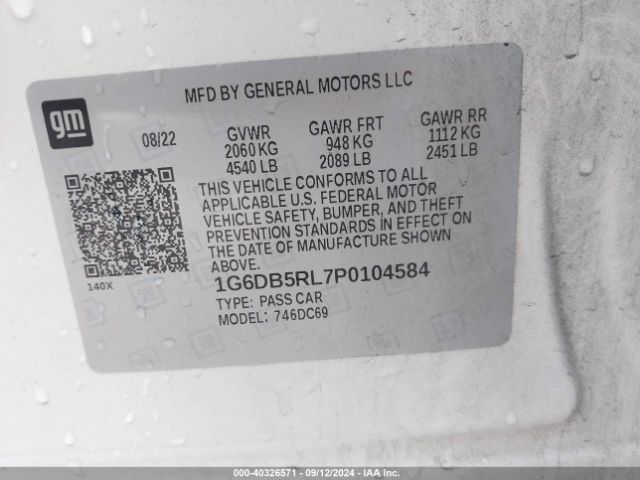 MFD BY GENERAL MOTORS LLC
gm
08/22
GVWR GAWR FRT GAWR RR
2060 KG 948 KG 1112 KG
4540 LB 2089 LB 2451 LB
THIS VEHICLE CONFORMS TO ALL
APPLICABLE U.S. FEDERAL MOTOR
VEHICLE SAFETY, BUMPER, AND THEFT
PREVENTION STANDARDS IN EFFECT ON
THE DATE OF MANUFACTURE SHOWN
ABOVE.
140X
1G6DB5RL7P0104584
TYPE: PASS CAR
MODEL: 746DC69
000-40326571 - 09/12/2024 - IAA Inc.